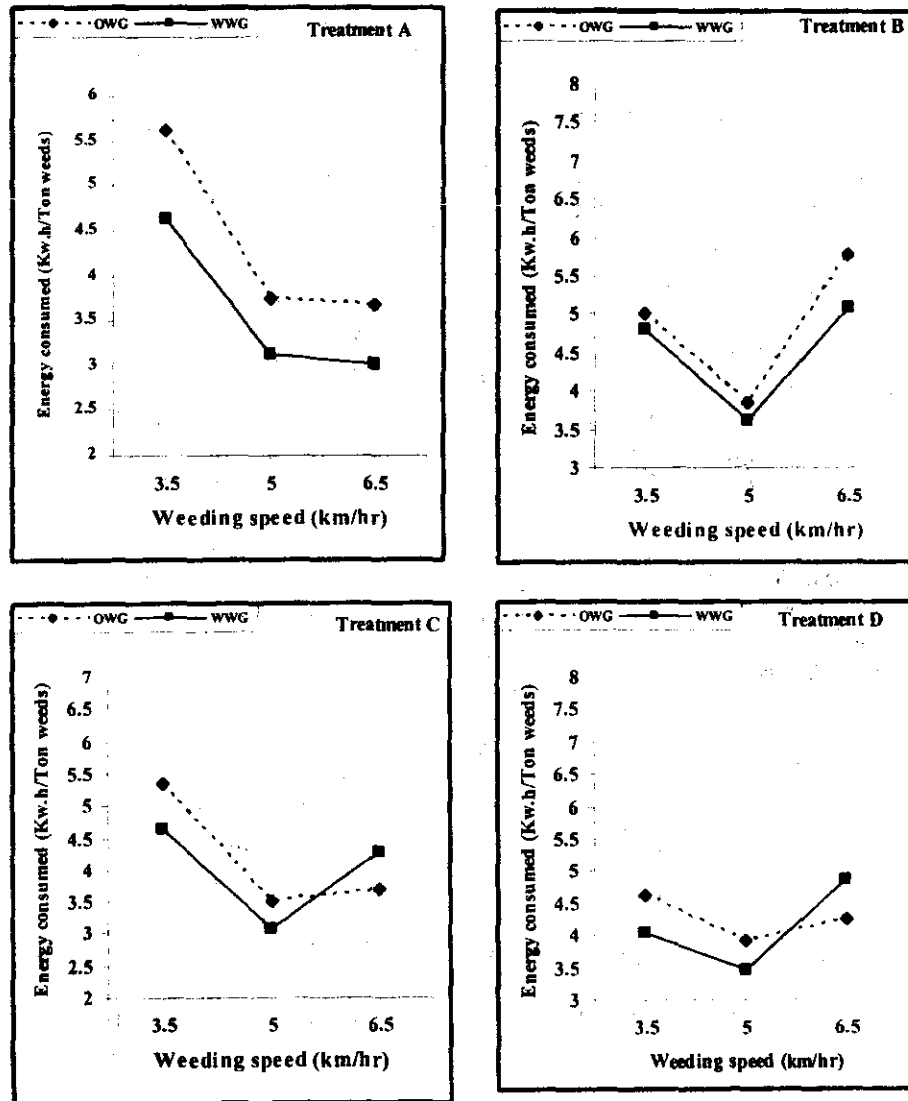 OWG WWG Treatment A
Energy consumed (Kw.h/Ton weeds)
6
5.5
5
4.5
4
3.5
3
2.5
2
3.5 5 6.5
Weeding speed (km/hr)
OWG WWG Treatment B
Energy consumed (Kw.h/Ton weeds)
8
7.5
7
6.5
6
5.5
5
4.5
4
3.5
3
3.5 5 6.5
Weeding speed (km/hr)
OWG WWG Treatment C
Energy consumed (Kw.h/Ton weeds)
7
6.5
6
5.5
5
4.5
4
3.5
3
2.5
2
3.5 5 6.5
Weeding speed (km/hr)
OWG WWG Treatment D
Energy consumed (Kw.h/Ton weeds)
8
7.5
7
6.5
6
5.5
5
4.5
4
3.5
3
3.5 5 6.5
Weeding speed (km/hr)